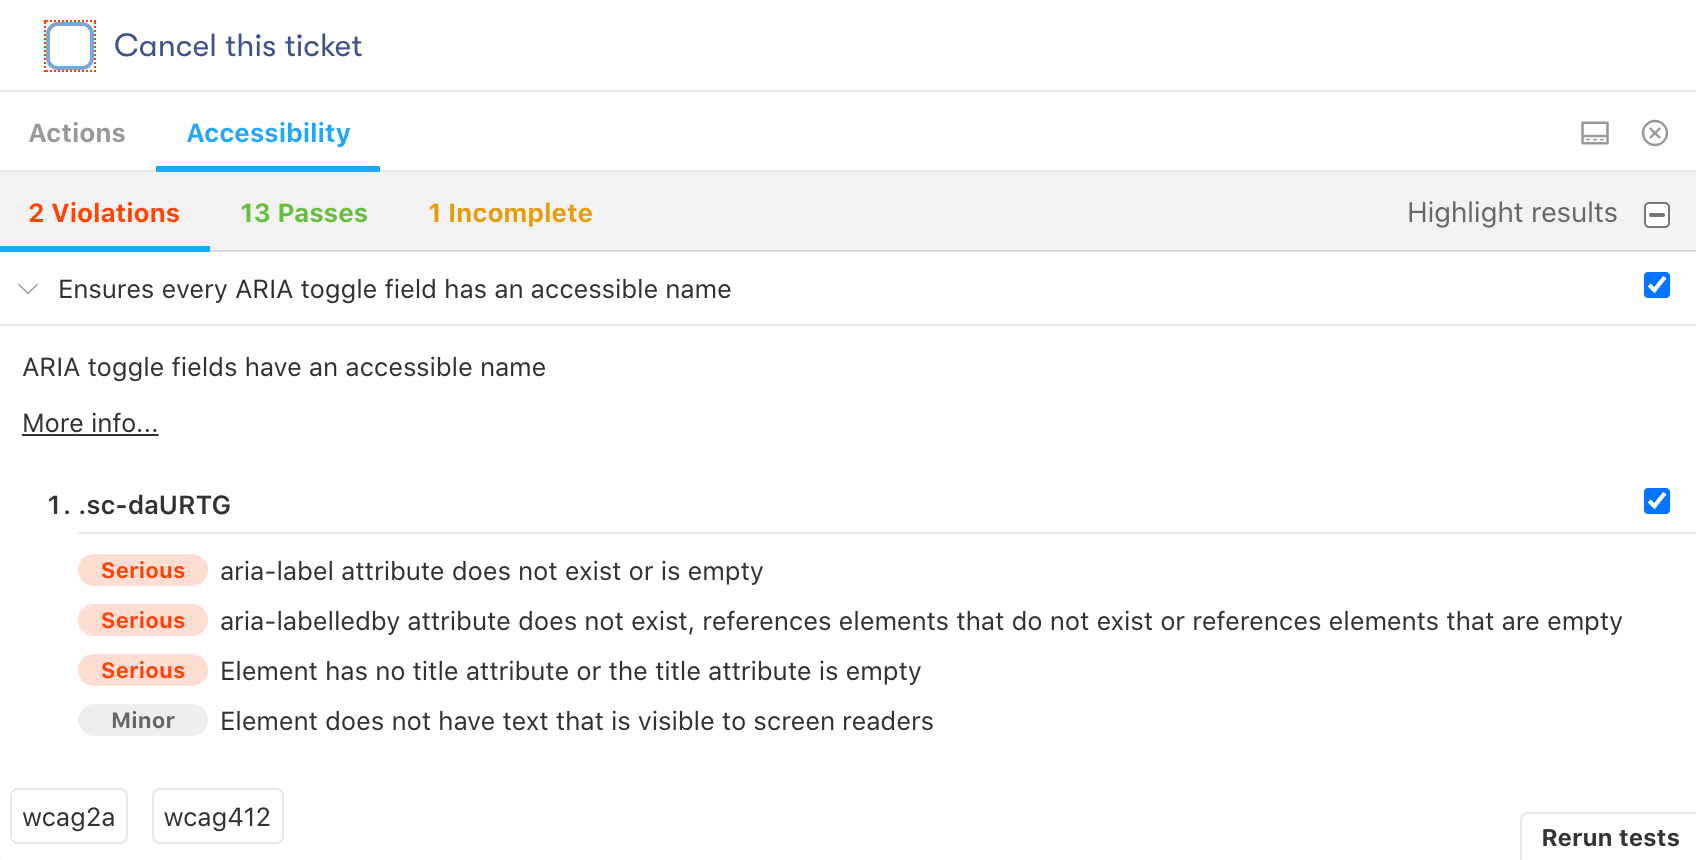 Cancel this ticket
Actions Accessibility
2 Violations 13 Passes 1 Incomplete Highlight results
Ensures every ARIA toggle field has an accessible name
ARIA toggle fields have an accessible name
More info...
1. .sc-daURTG
Serious aria-label attribute does not exist or is empty
Serious aria-labelledby attribute does not exist, references elements that do not exist or references elements that are empty
Serious Element has no title attribute or the title attribute is empty
Minor Element does not have text that is visible to screen readers
wcag2a wcag412
Rerun tests